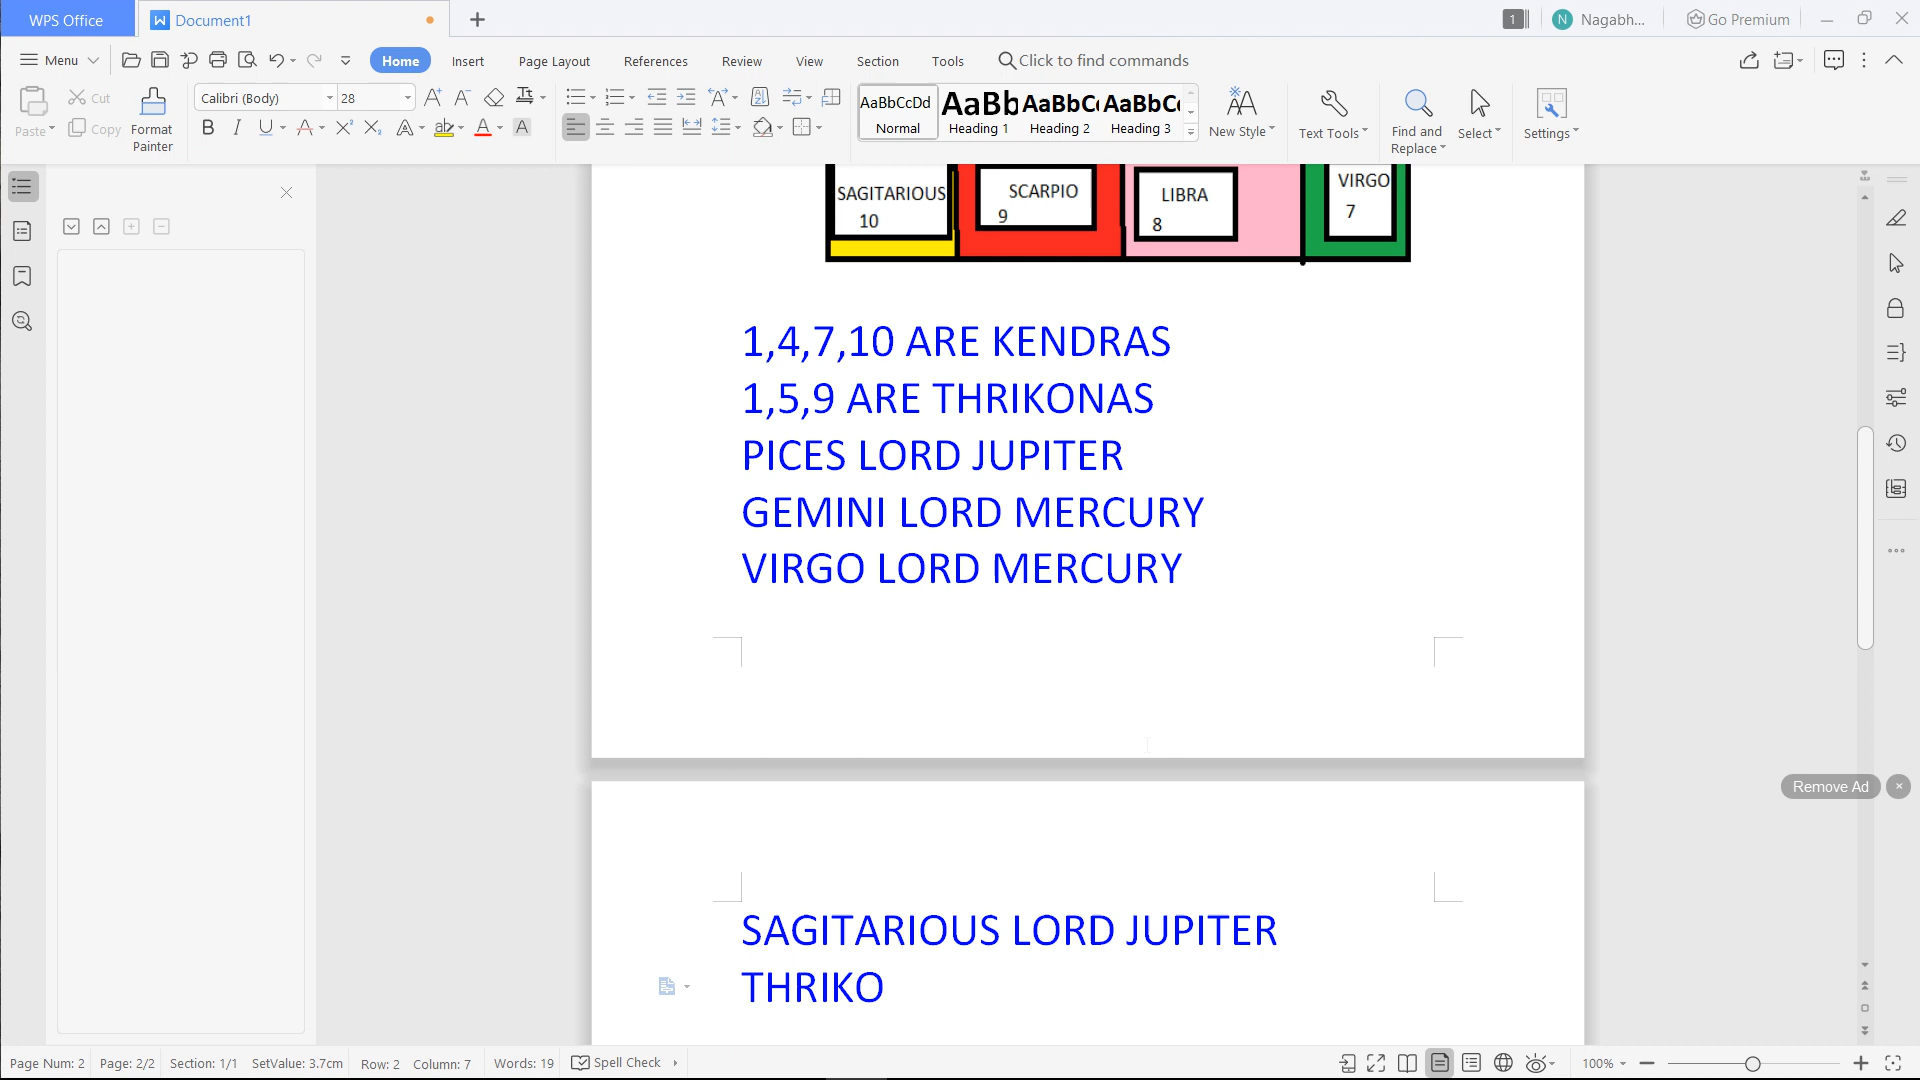 WPS Office
Document1
1
N Nagabh...
Go Premium
Menu
Home
Insert
Page Layout
References
Review
View
Section
Tools
Click to find commands
Paste
Cut
Copy
Format
Painter
Calibri (Body)
28
AaBbCcDd
Normal
AaBb
Heading 1
AaBbC
Heading 2
AaBbC
Heading 3
New Style
Text Tools
Find and
Replace
Select
Settings
SAGITARIOUS
10
SCARPIO
9
LIBRA
8
VIRGO
7
1,4,7,10 ARE KENDRAS
1,5,9 ARE THRIKONAS
PICES LORD JUPITER
GEMINI LORD MERCURY
VIRGO LORD MERCURY
Remove Ad
SAGITARIOUS LORD JUPITER
THRIKO
Page Num: 2
Page: 2/2
Section: 1/1
SetValue: 3.7cm
Row: 2
Column: 7
Words: 19
Spell Check
100%